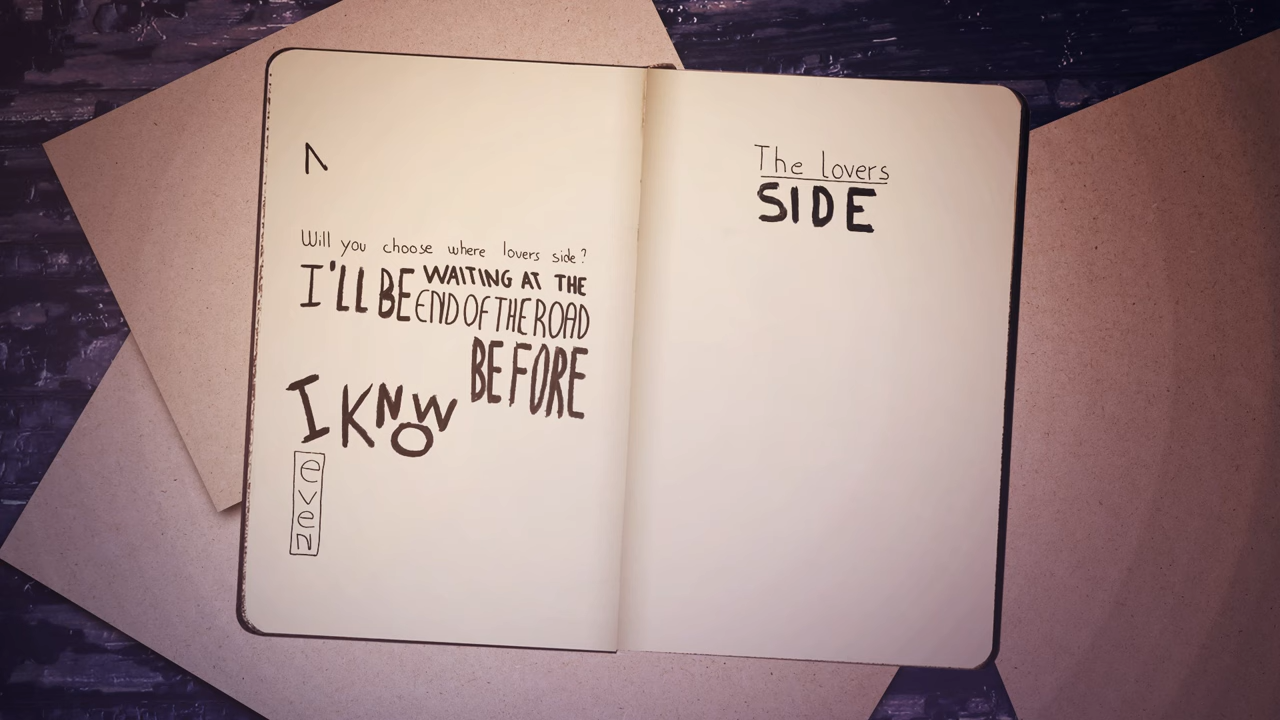 Will you choose where lovers side?
I'LL BE WAITING AT THE
END OF THE ROAD
BEFORE
I KNOW
even
The lovers
SIDE